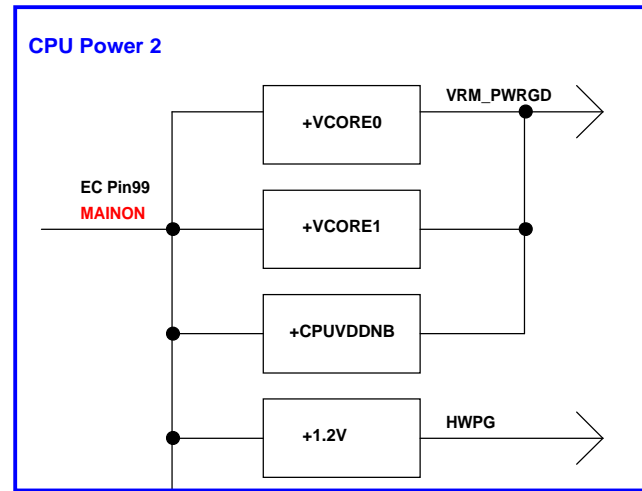 CPU Power 2
VRM_PWRGD
+VCORE0
EC Pin99
MAINON
+VCORE1
+CPUVDDNB
HWPG
+1.2V